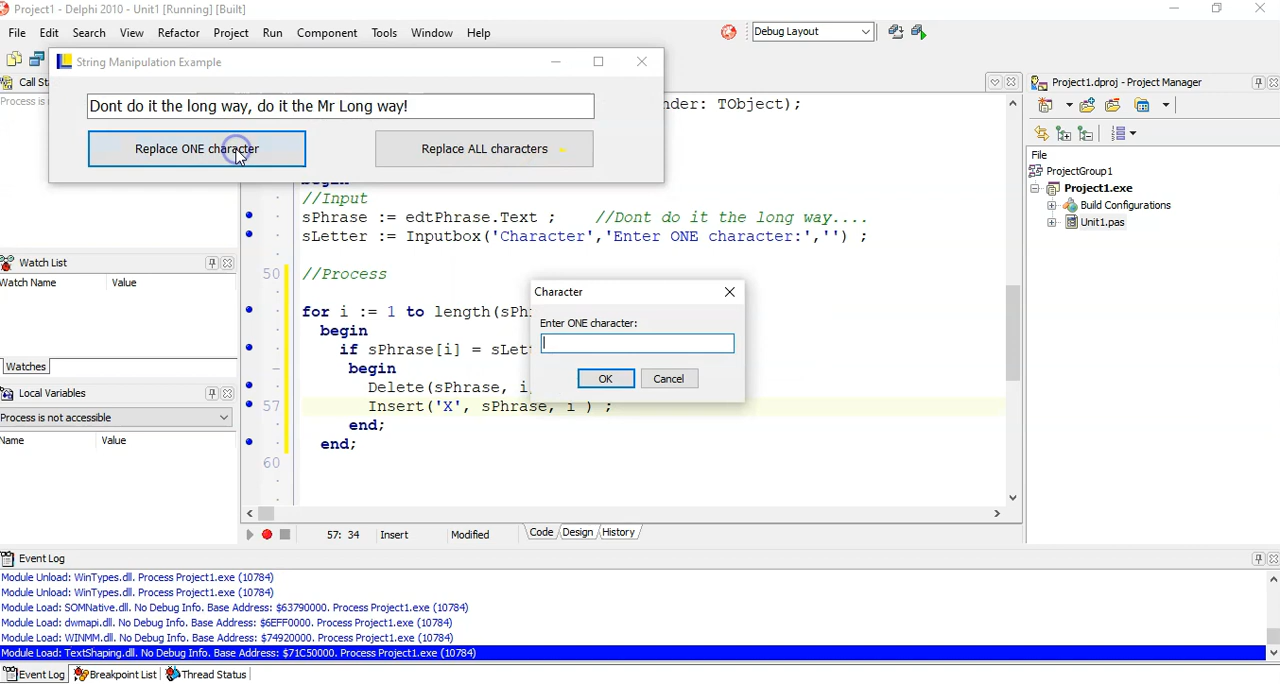 Project1 - Delphi 2010 - Unit1 [Running] [Built]
File Edit Search View Refactor Project Run Component Tools Window Help
Debug Layout
String Manipulation Example
Dont do it the long way, do it the Mr Long way!
Replace ONE character
Replace ALL characters
Call St
Process is
nder: TObject);
//Input
sPhrase := edtPhrase.Text ; //Dont do it the long way....
sLetter := Inputbox('Character','Enter ONE character:','') ;
50 //Process
for i := 1 to length(sPh
begin
if sPhrase[i] = sLet
begin
Delete(sPhrase, i
57 Insert('X', sPhrase, i ) ;
end;
end;
60
Character
Enter ONE character:
OK
Cancel
Watch List
Watch Name Value
Watches
Local Variables
Process is not accessible
Name Value
57: 34 Insert Modified Code Design History
Project1.dproj - Project Manager
File
ProjectGroup1
Project1.exe
Build Configurations
Unit1.pas
Event Log
Module Unload: WinTypes.dll. Process Project1.exe (10784)
Module Unload: WinTypes.dll. Process Project1.exe (10784)
Module Load: SOMNative.dll. No Debug Info. Base Address: $63790000. Process Project1.exe (10784)
Module Load: dwmapi.dll. No Debug Info. Base Address: $6EFF0000. Process Project1.exe (10784)
Module Load: WINMM.dll. No Debug Info. Base Address: $74920000. Process Project1.exe (10784)
Module Load: TextShaping.dll. No Debug Info. Base Address: $71C50000. Process Project1.exe (10784)
Event Log Breakpoint List Thread Status